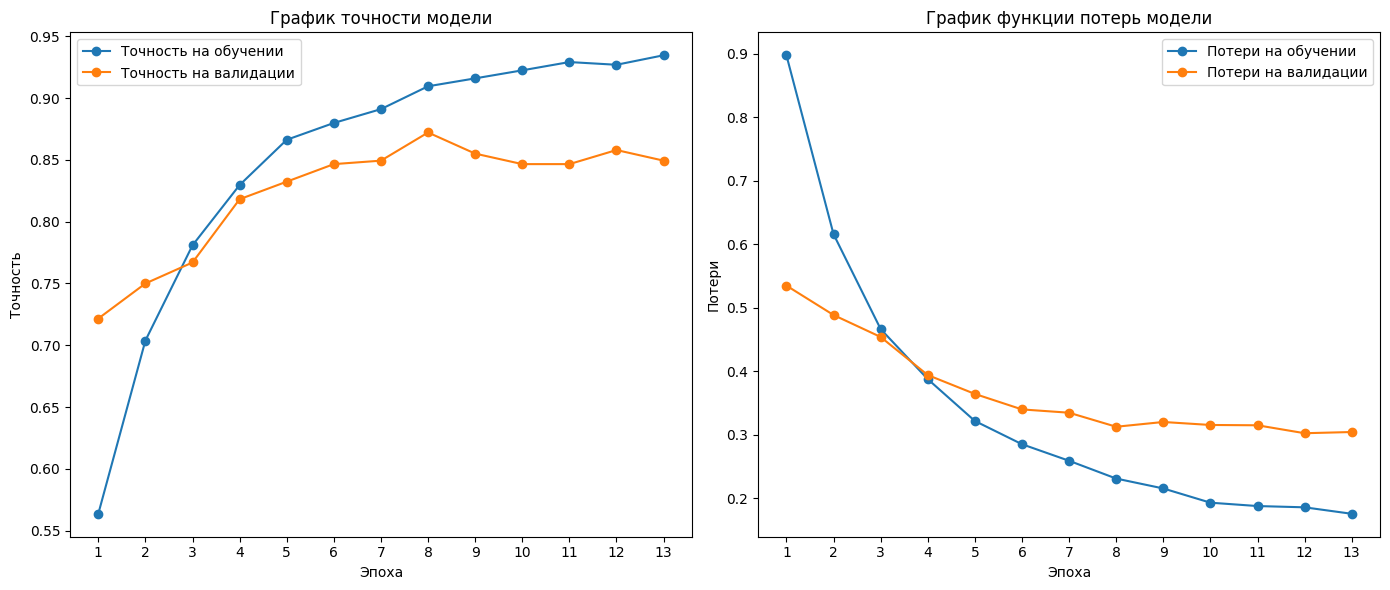 График точности модели
Точность на обучении
Точность на валидации
0.95
0.90
0.85
0.80
0.75
0.70
0.65
0.60
0.55
Точность
1 2 3 4 5 6 7 8 9 10 11 12 13
Эпоха
График функции потерь модели
Потери на обучении
Потери на валидации
0.9
0.8
0.7
0.6
0.5
0.4
0.3
0.2
Потери
1 2 3 4 5 6 7 8 9 10 11 12 13
Эпоха